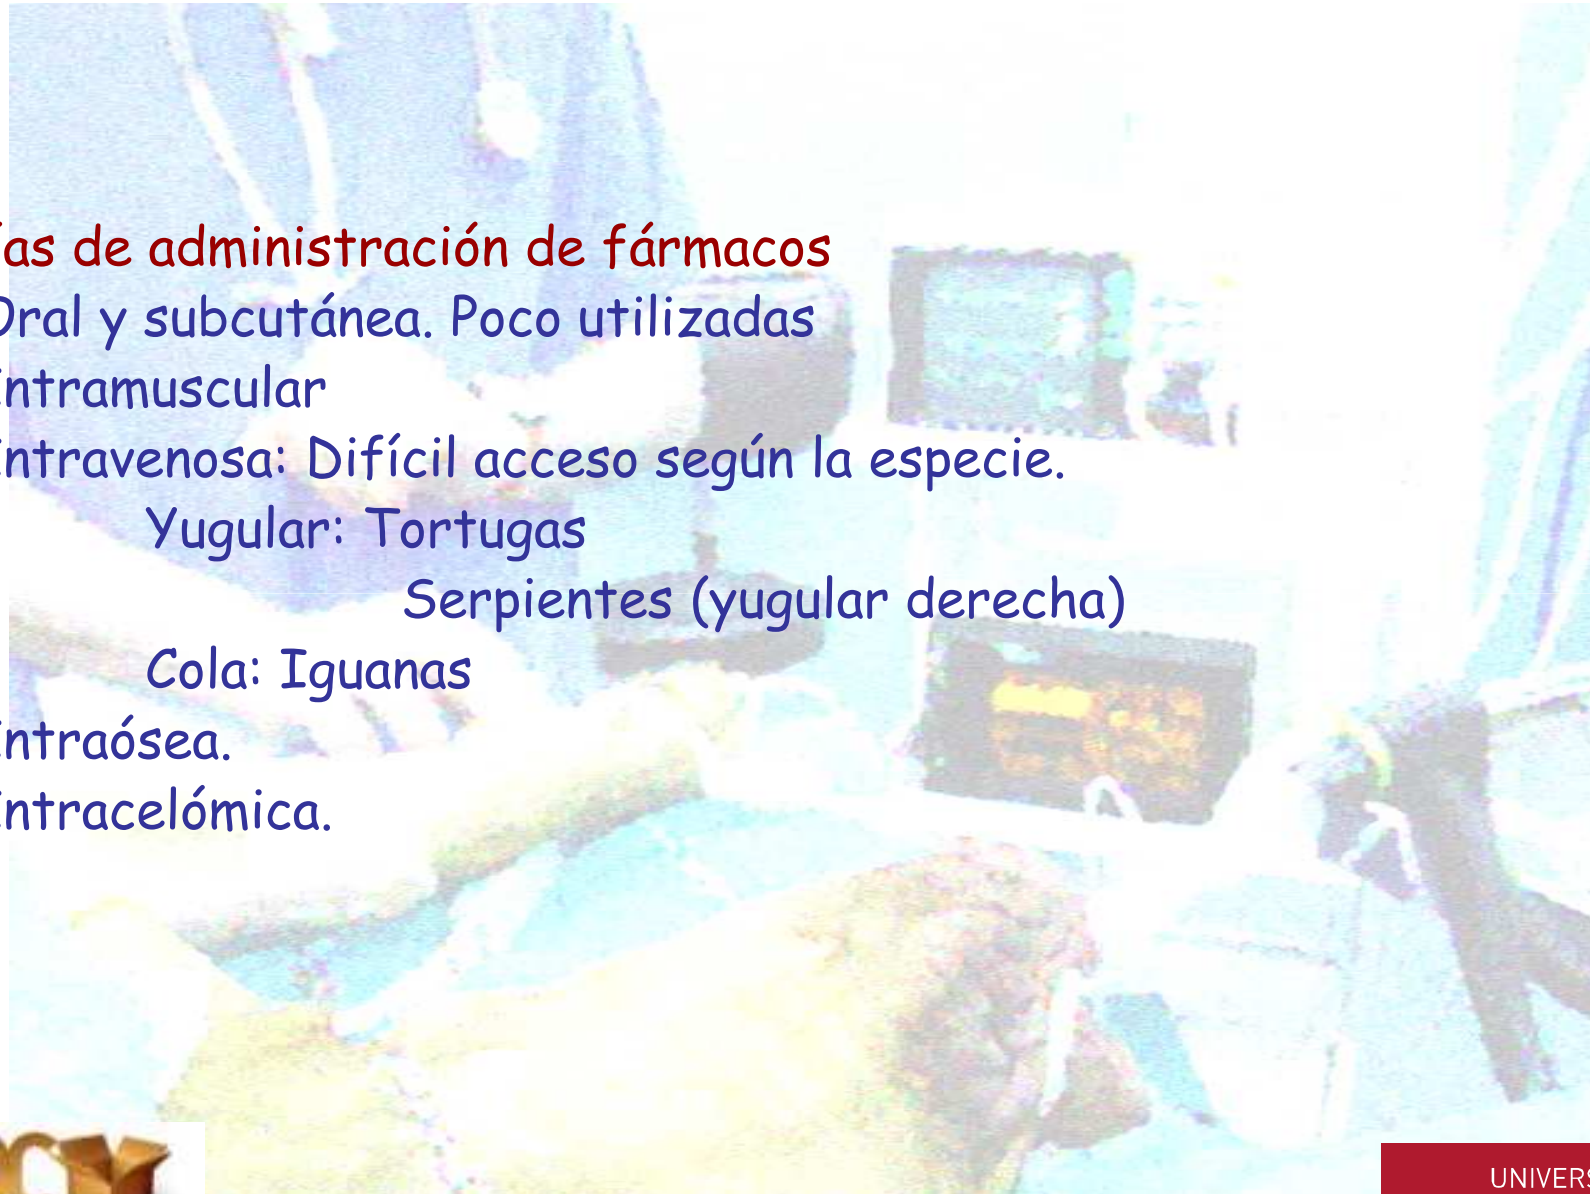 ías de administración de fármacos
Oral y subcutánea. Poco utilizadas
Intramuscular
Intravenosa: Difícil acceso según la especie.
Yugular: Tortugas
Serpientes (yugular derecha)
Cola: Iguanas
Intraósea.
Intracelómica.
UNIVERS